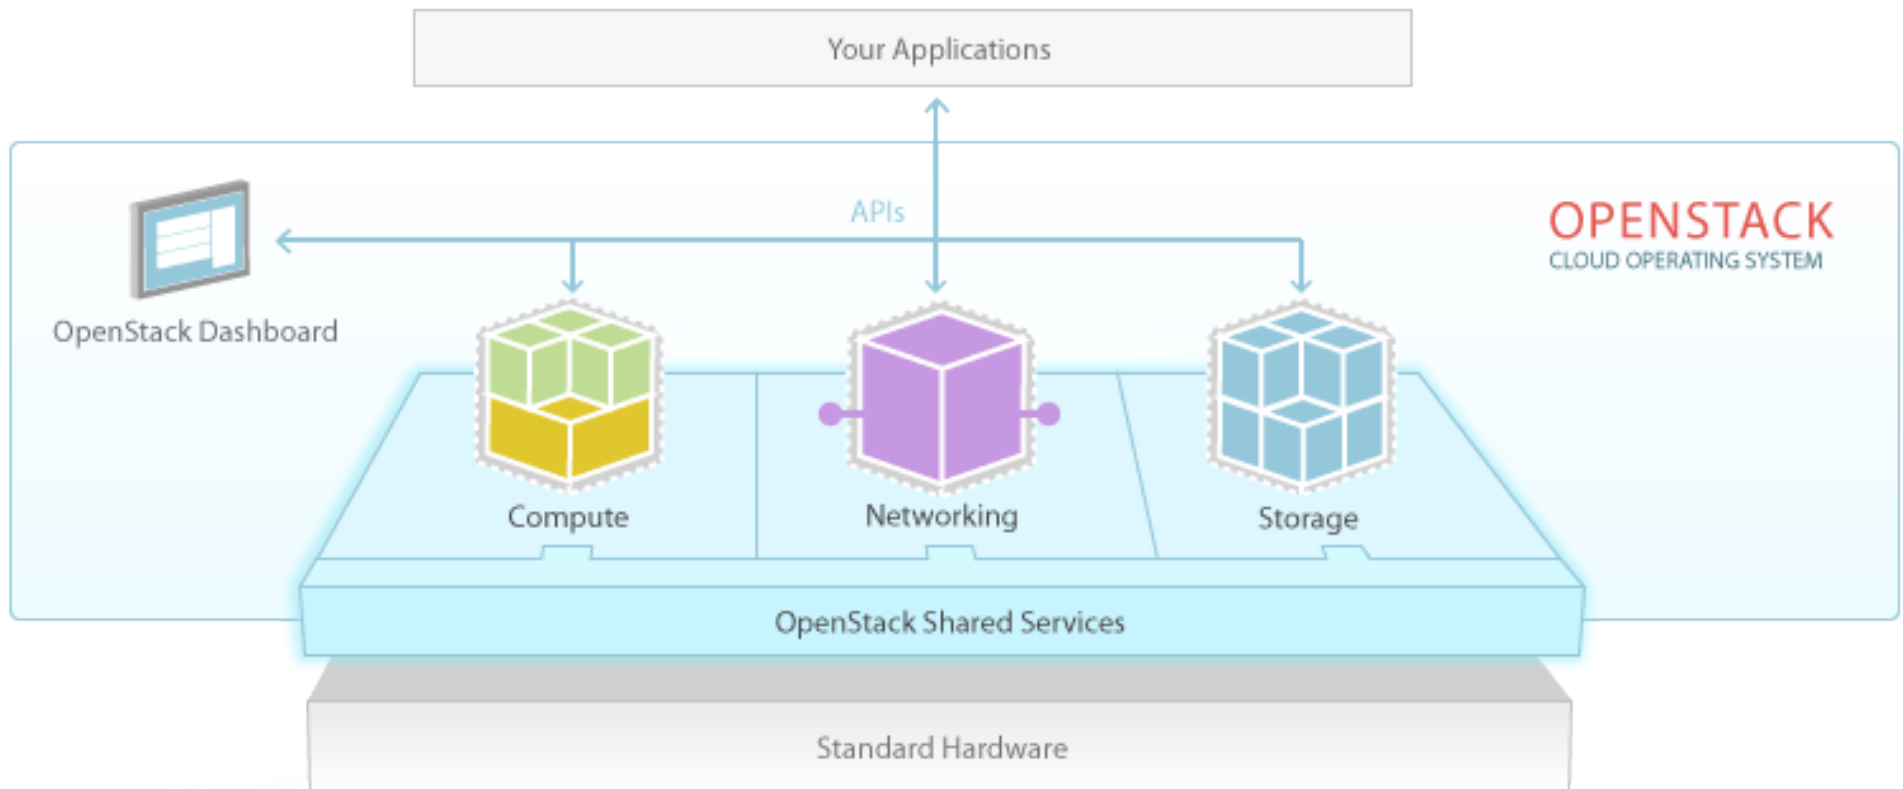 Your Applications
APIs
OPENSTACK
CLOUD OPERATING SYSTEM
OpenStack Dashboard
Compute
Networking
Storage
OpenStack Shared Services
Standard Hardware